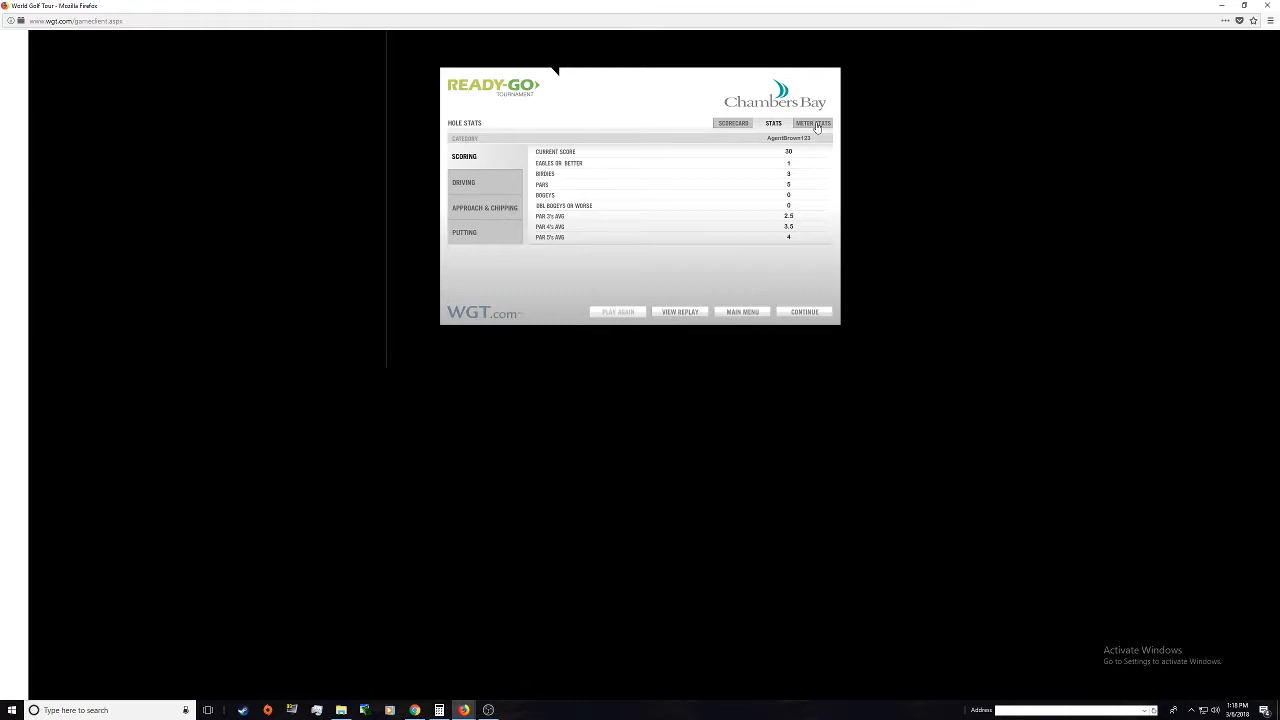 World Golf Tour - Mozilla Firefox
www.wgt.com/gameclient.aspx
READY-GO
TOURNAMENT
Chambers Bay
HOLE STATS
SCORECARD STATS METER STATS
CATEGORY AgentBrown123
SCORING
DRIVING
APPROACH & CHIPPING
PUTTING
CURRENT SCORE 30
EAGLES OR BETTER 1
BIRDIES 3
PARS 5
BOGEYS 0
DBL BOGEYS OR WORSE 0
PAR 3's AVG 2.5
PAR 4's AVG 3.5
PAR 5's AVG 4
WGT.com
PLAY AGAIN VIEW REPLAY MAIN MENU CONTINUE
Activate Windows
Go to Settings to activate Windows.
Type here to search
Address
1:18 PM
3/8/2018